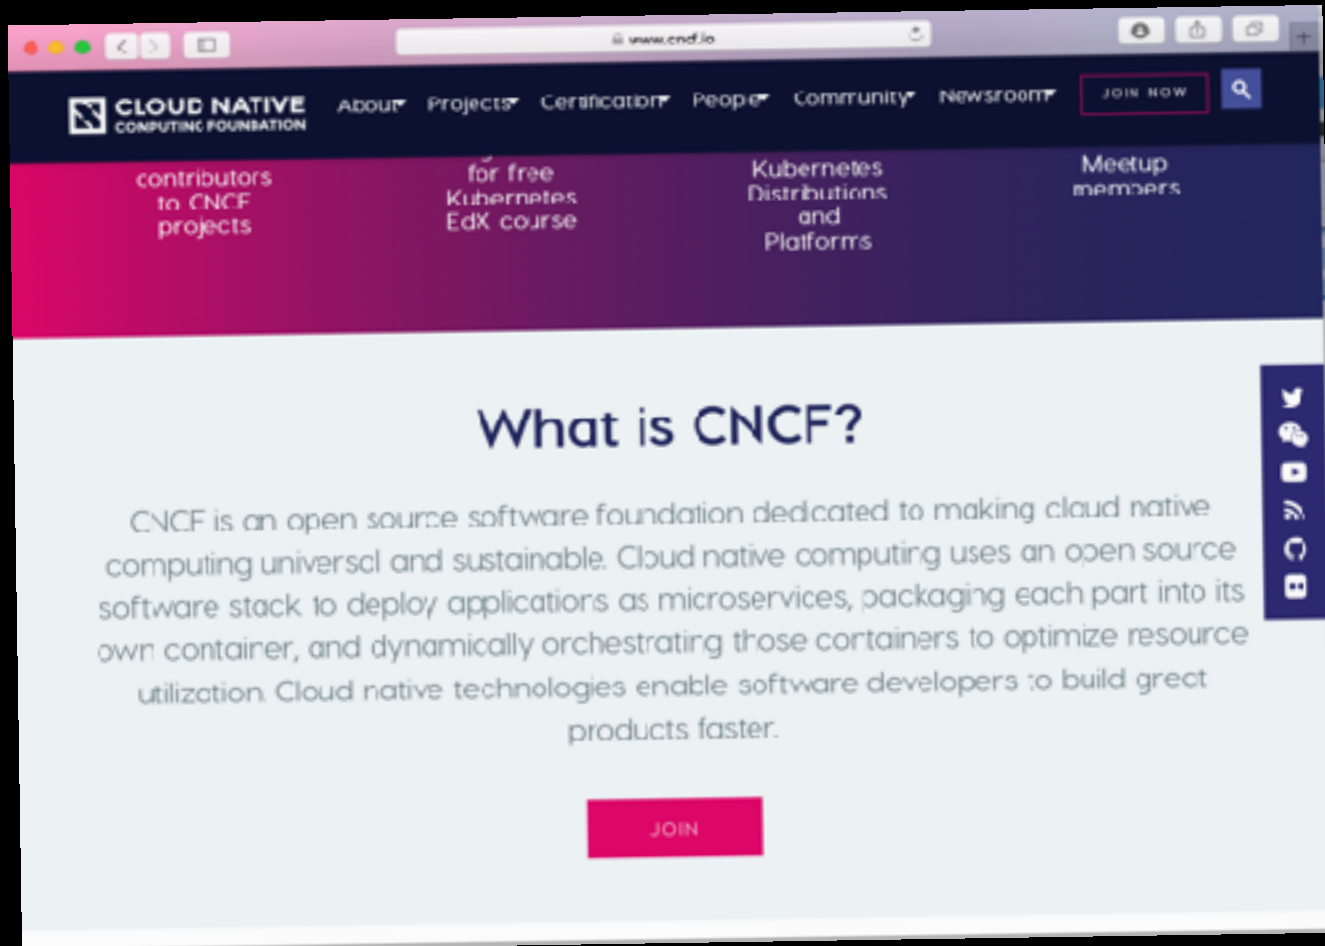 www.cncf.io
CLOUD NATIVE
COMPUTING FOUNDATION
About Projects Certification People Community Newsroom JOIN NOW
contributors
to CNCF
projects
for free
Kubernetes
EdX course
Kubernetes
Distributions
and
Platforms
Meetup
members
What is CNCF?
CNCF is an open source software foundation dedicated to making cloud native
computing universal and sustainable. Cloud native computing uses an open source
software stack to deploy applications as microservices, packaging each part into its
own container, and dynamically orchestrating those containers to optimize resource
utilization. Cloud native technologies enable software developers to build great
products faster.
JOIN